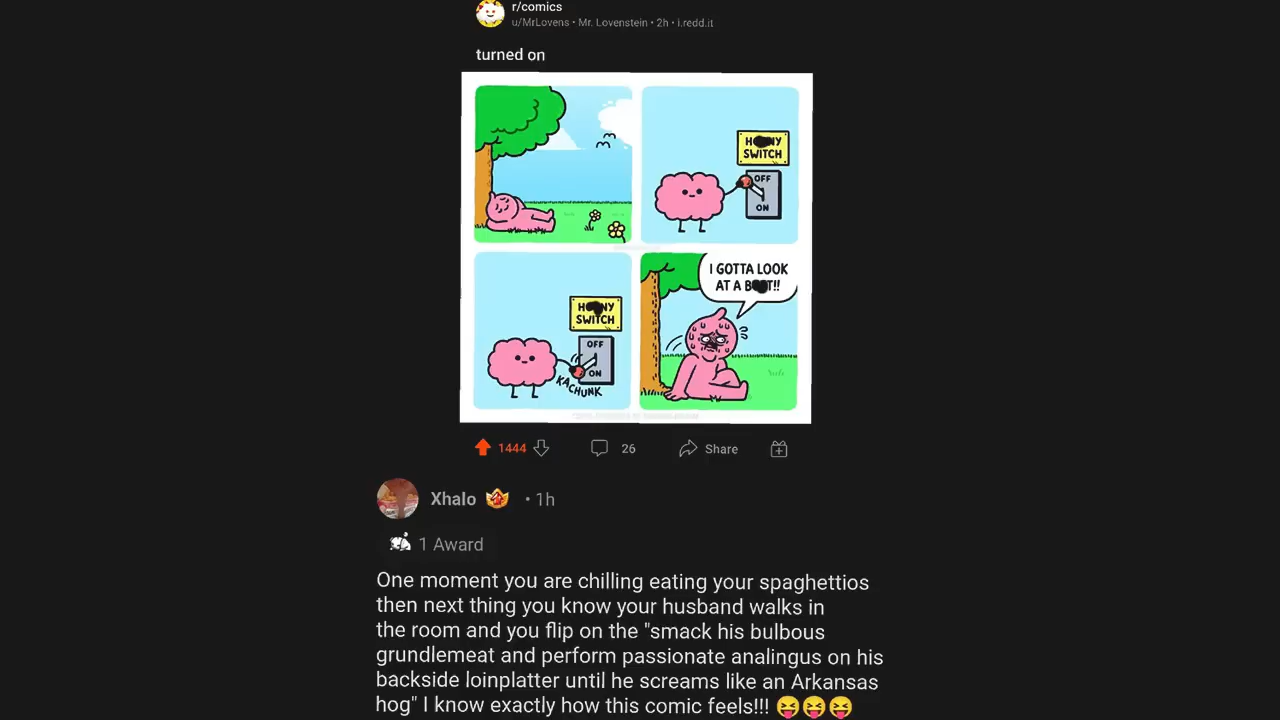 r/comics
u/MrLovens • Mr. Lovenstein • 2h • i.redd.it
turned on
SWITCH
OFF
ON
SWITCH
OFF
ON
KACHUNK
I GOTTA LOOK
AT A
1444
26
Share
Xhalo
• 1h
1 Award
One moment you are chilling eating your spaghettios
then next thing you know your husband walks in
the room and you flip on the "smack his bulbous
grundlemeat and perform passionate analingus on his
backside loinplatter until he screams like an Arkansas
hog" I know exactly how this comic feels!!! 😝😝😝